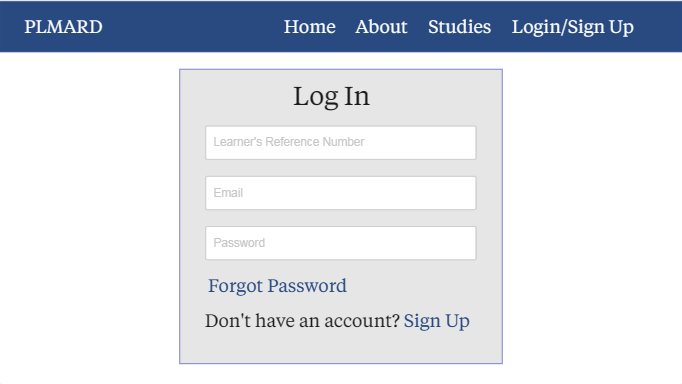 PLMARD Home About Studies Login/Sign Up
Log In
Learner's Reference Number
Email
Password
Forgot Password
Don't have an account? Sign Up